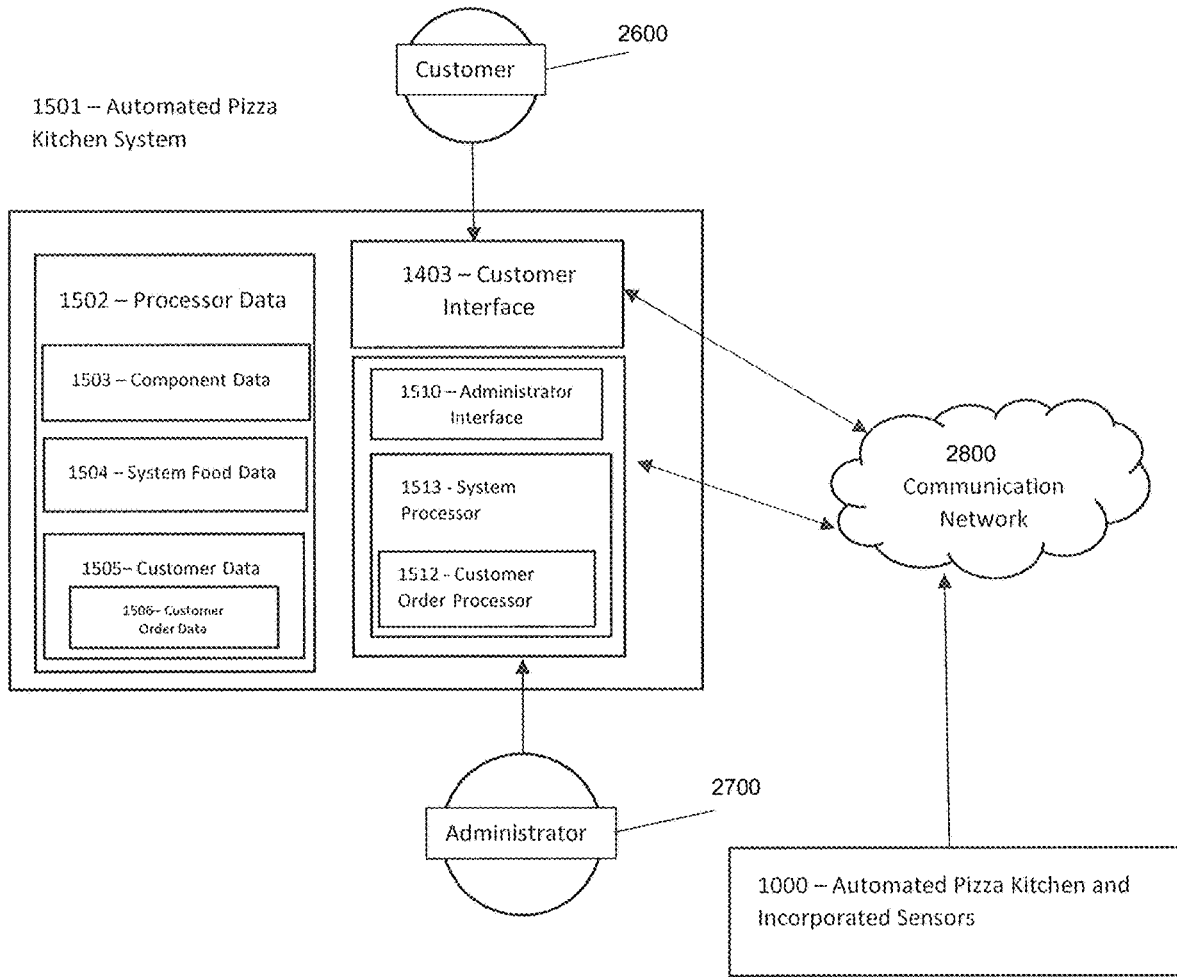 2600
Customer
1501 – Automated Pizza
Kitchen System
1403 – Customer
Interface
1502 – Processor Data
1503 – Component Data
1504 – System Food Data
1505– Customer Data
1506– Customer
Order Data
1510 – Administrator
Interface
1513 - System
Processor
1512 - Customer
Order Processor
2800
Communication
Network
2700
Administrator
1000 – Automated Pizza Kitchen and
Incorporated Sensors